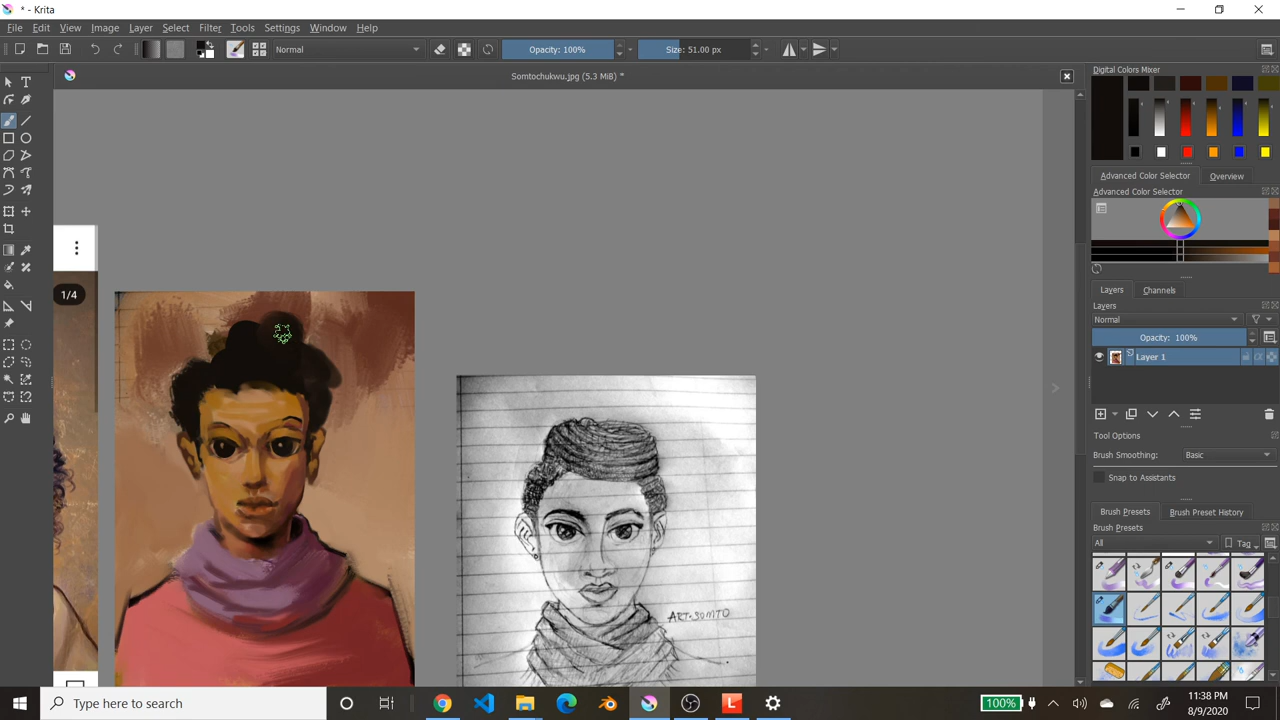 * - Krita
File Edit View Image Layer Select Filter Tools Settings Window Help
Normal Opacity: 100% Size: 51.00 px
Somtochukwu.jpg (5.3 MiB) *
Digital Colors Mixer
Advanced Color Selector Overview
Advanced Color Selector
1/4
Layers Channels
Layers
Normal
Opacity: 100%
Layer 1
Tool Options
Brush Smoothing: Basic
Snap to Assistants
Brush Presets Brush Preset History
Brush Presets
All Tag
ART-SOMTO
Type here to search
100%
11:38 PM
8/9/2020